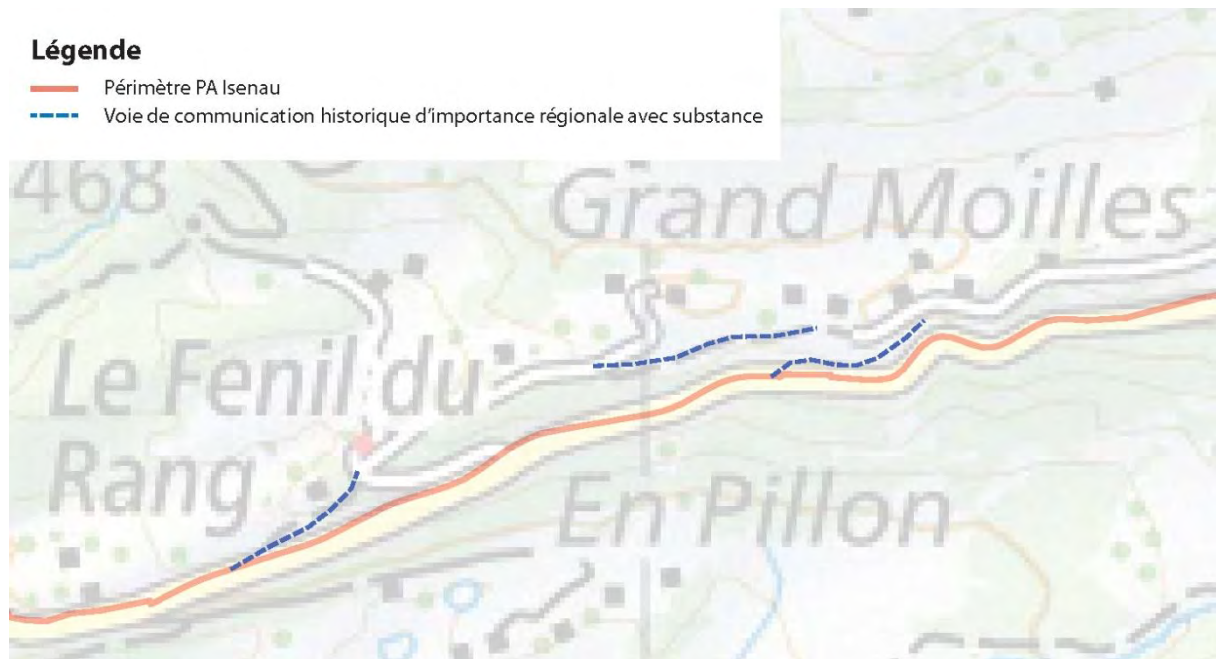 Légende
Périmètre PA Isenau
Voie de communication historique d'importance régionale avec substance
468
Grand Moilles
Le Fenil du
Rang
En Pillon